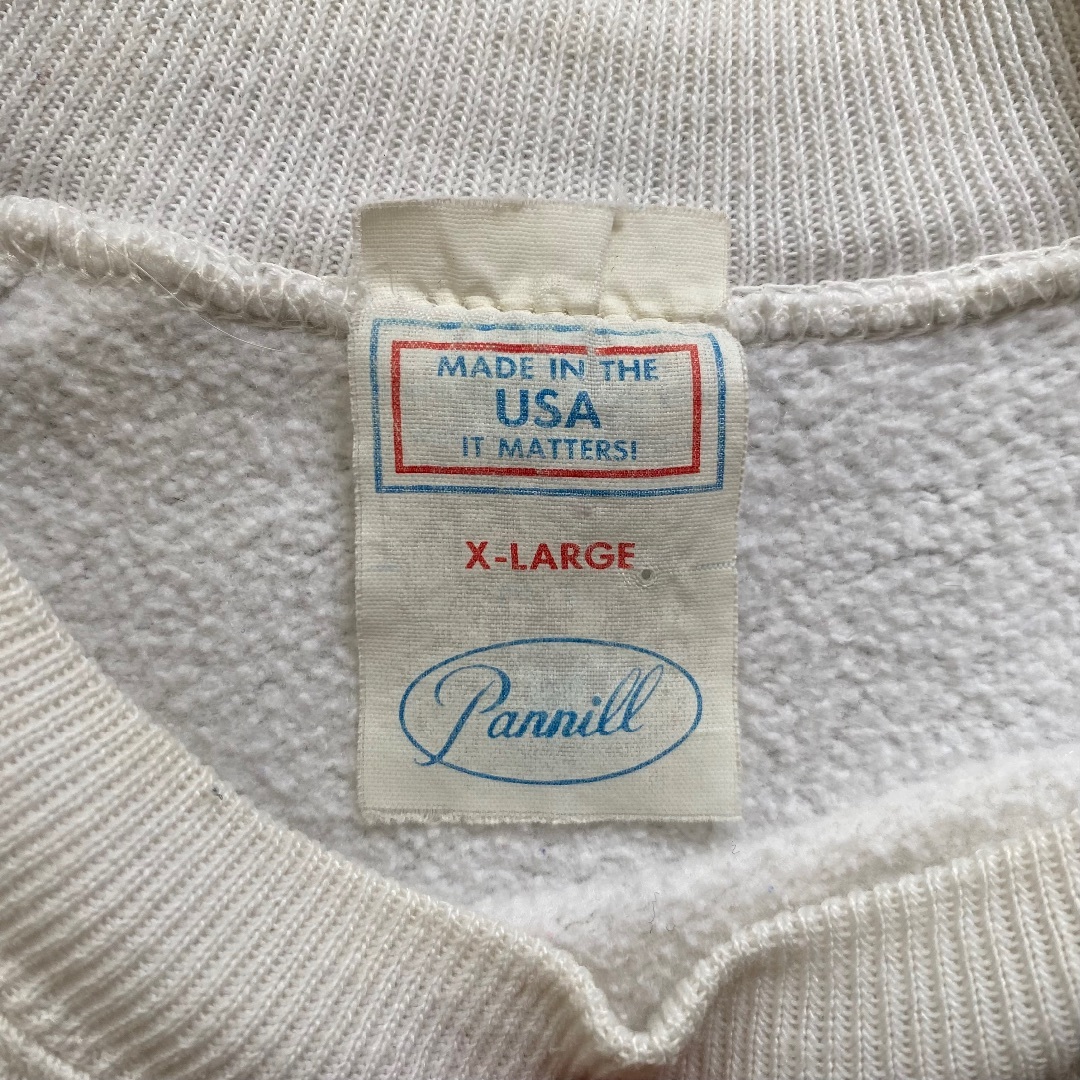 MADE IN THE
USA
IT MATTERS!
X-LARGE
Pannill